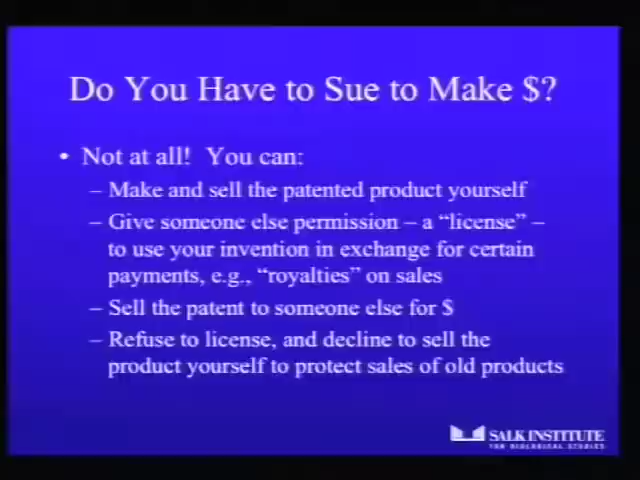 Do You Have to Sue to Make $?
• Not at all!  You can:
– Make and sell the patented product yourself
– Give someone else permission – a “license” –
to use your invention in exchange for certain
payments, e.g., “royalties” on sales
– Sell the patent to someone else for $
– Refuse to license, and decline to sell the
product yourself to protect sales of old products
SALK INSTITUTE
FOR BIOLOGICAL STUDIES